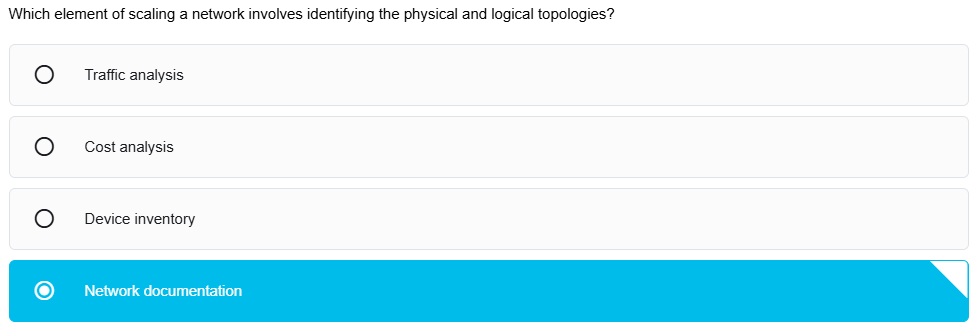 Which element of scaling a network involves identifying the physical and logical topologies?
Traffic analysis
Cost analysis
Device inventory
Network documentation